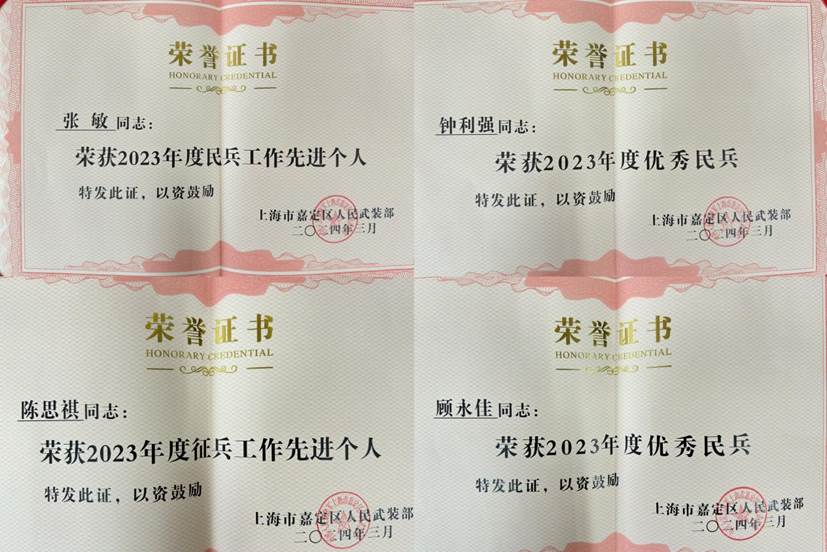 荣誉证书
HONORARY CREDENTIAL
张 敏同志：
荣获2023年度民兵工作先进个人
特发此证，以资鼓励
上海市嘉定区人民武装部
二〇二四年三月
荣誉证书
HONORARY CREDENTIAL
钟利强同志：
荣获2023年度优秀民兵
特发此证，以资鼓励
上海市嘉定区人民武装部
二〇二四年三月
荣誉证书
HONORARY CREDENTIAL
陈思祺同志：
荣获2023年度征兵工作先进个人
特发此证，以资鼓励
上海市嘉定区人民武装部
二〇二四年三月
荣誉证书
HONORARY CREDENTIAL
顾永佳同志：
荣获2023年度优秀民兵
特发此证，以资鼓励
上海市嘉定区人民武装部
二〇二四年三月